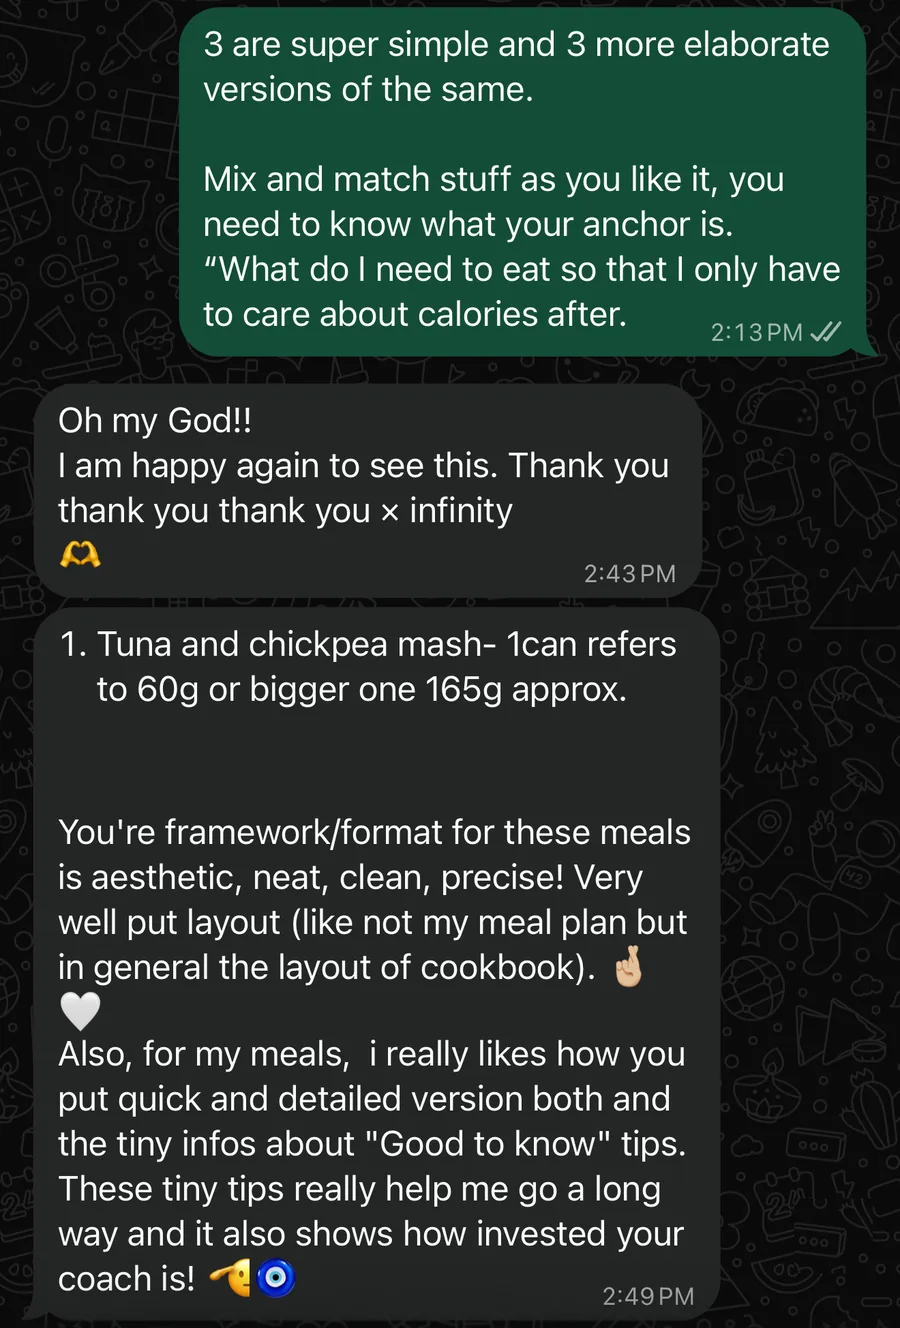 3 are super simple and 3 more elaborate
versions of the same.
Mix and match stuff as you like it, you
need to know what your anchor is.
“What do I need to eat so that I only have
to care about calories after.
2:13 PM
Oh my God!!
I am happy again to see this. Thank you
thank you thank you × infinity
🫶
2:43 PM
1. Tuna and chickpea mash- 1can refers
to 60g or bigger one 165g approx.
You're framework/format for these meals
is aesthetic, neat, clean, precise! Very
well put layout (like not my meal plan but
in general the layout of cookbook). 🤞🏼
🤍
Also, for my meals,  i really likes how you
put quick and detailed version both and
the tiny infos about "Good to know" tips.
These tiny tips really help me go a long
way and it also shows how invested your
coach is! 🧿
2:49 PM